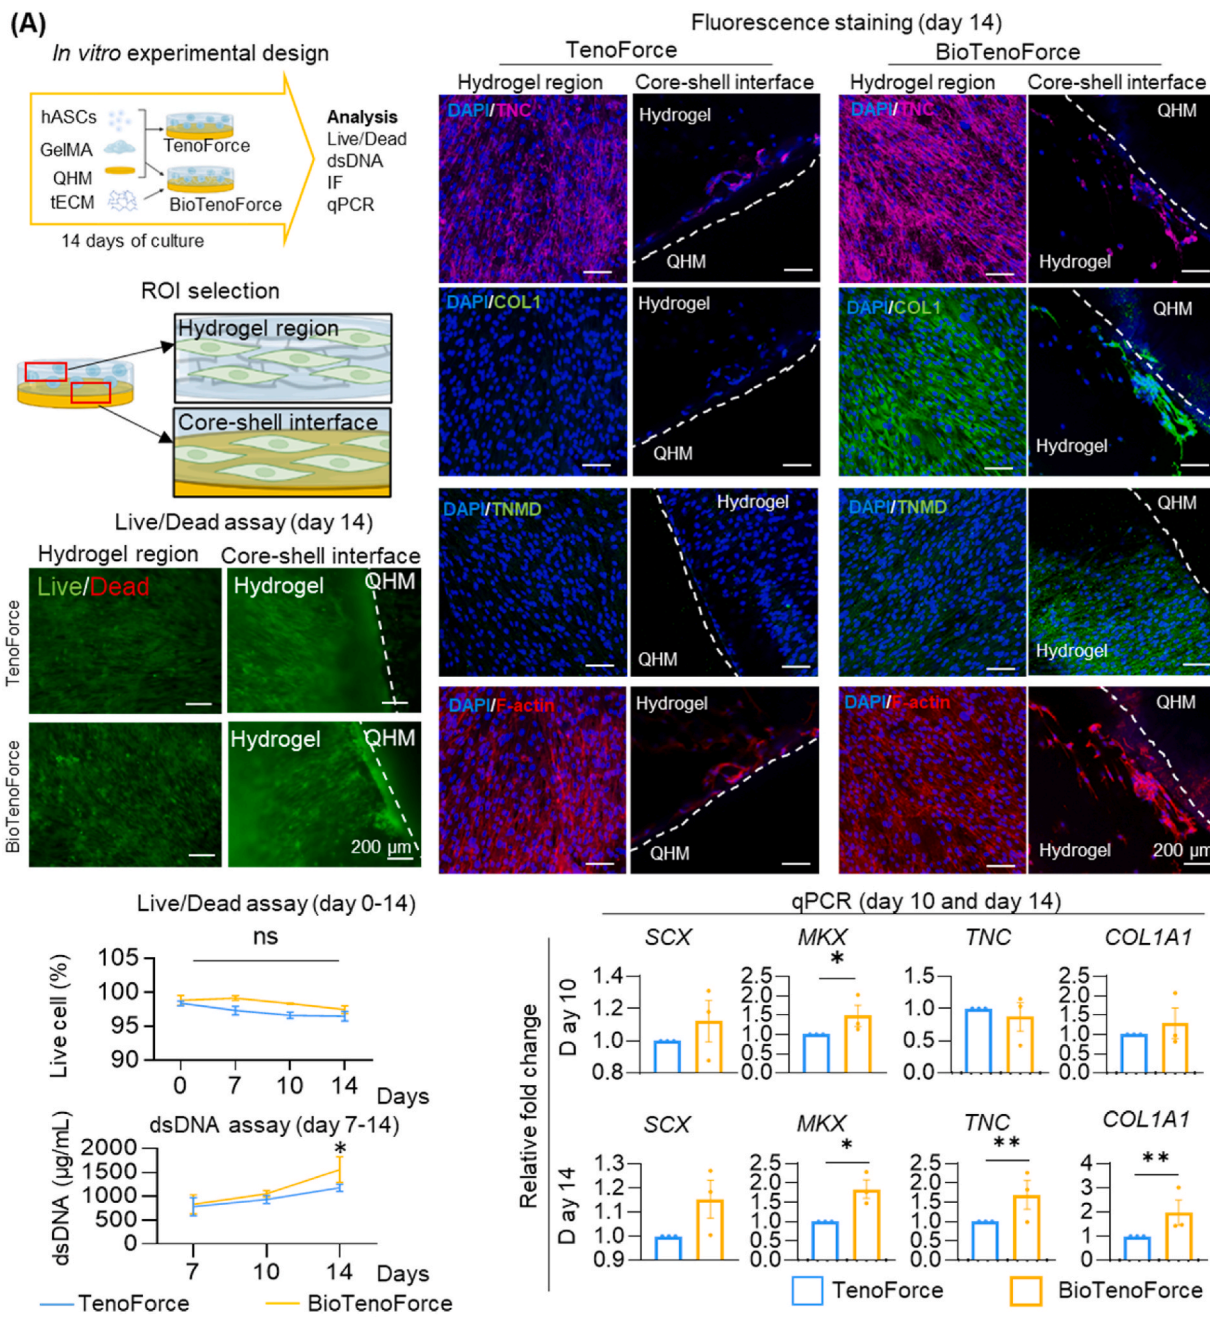 (A)
In vitro experimental design
hASCs
GelMA
QHM
tECM
TenoForce
BioTenoForce
14 days of culture
Analysis
Live/Dead
dsDNA
IF
qPCR
ROI selection
Hydrogel region
Core-shell interface
Live/Dead assay (day 14)
Hydrogel region
Core-shell interface
TenoForce
Live/Dead
Hydrogel
QHM
BioTenoForce
Hydrogel
QHM
200 µm
Fluorescence staining (day 14)
TenoForce
BioTenoForce
Hydrogel region
Core-shell interface
Hydrogel region
Core-shell interface
DAPI/TNC
Hydrogel
QHM
DAPI/TNC
QHM
Hydrogel
DAPI/COL1
Hydrogel
QHM
DAPI/COL1
QHM
Hydrogel
DAPI/TNMD
Hydrogel
QHM
DAPI/TNMD
QHM
Hydrogel
DAPI/F-actin
Hydrogel
QHM
DAPI/F-actin
QHM
Hydrogel
200 µm
Live/Dead assay (day 0-14)
ns
Live cell (%)
105
100
95
90
0 7 10 14 Days
dsDNA assay (day 7-14)
*
dsDNA (µg/mL)
2000
1500
1000
500
0
7 10 14 Days
TenoForce
BioTenoForce
qPCR (day 10 and day 14)
Relative fold change
D ay 10
SCX
1.4
1.2
1.0
0.8
MKX
*
2.5
2.0
1.5
1.0
0.5
0.0
TNC
1.5
1.0
0.5
0.0
COL1A1
2.5
2.0
1.5
1.0
0.5
0.0
D ay 14
SCX
1.3
1.2
1.1
1.0
0.9
MKX
*
2.5
2.0
1.5
1.0
0.5
0.0
TNC
**
2.5
2.0
1.5
1.0
0.5
0.0
COL1A1
**
4
3
2
1
0
TenoForce
BioTenoForce